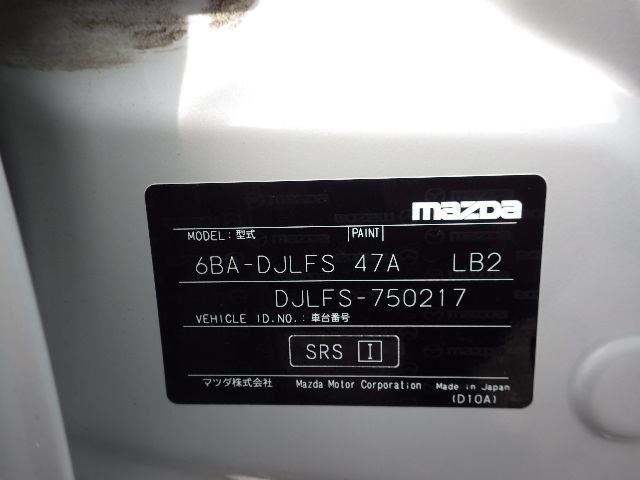 mazda
MODEL: 型式 PAINT
6BA-DJLFS 47A LB2
DJLFS-750217
VEHICLE ID.NO.: 車台番号
SRS I
マツダ株式会社 Mazda Motor Corporation Made in Japan
(D10A)